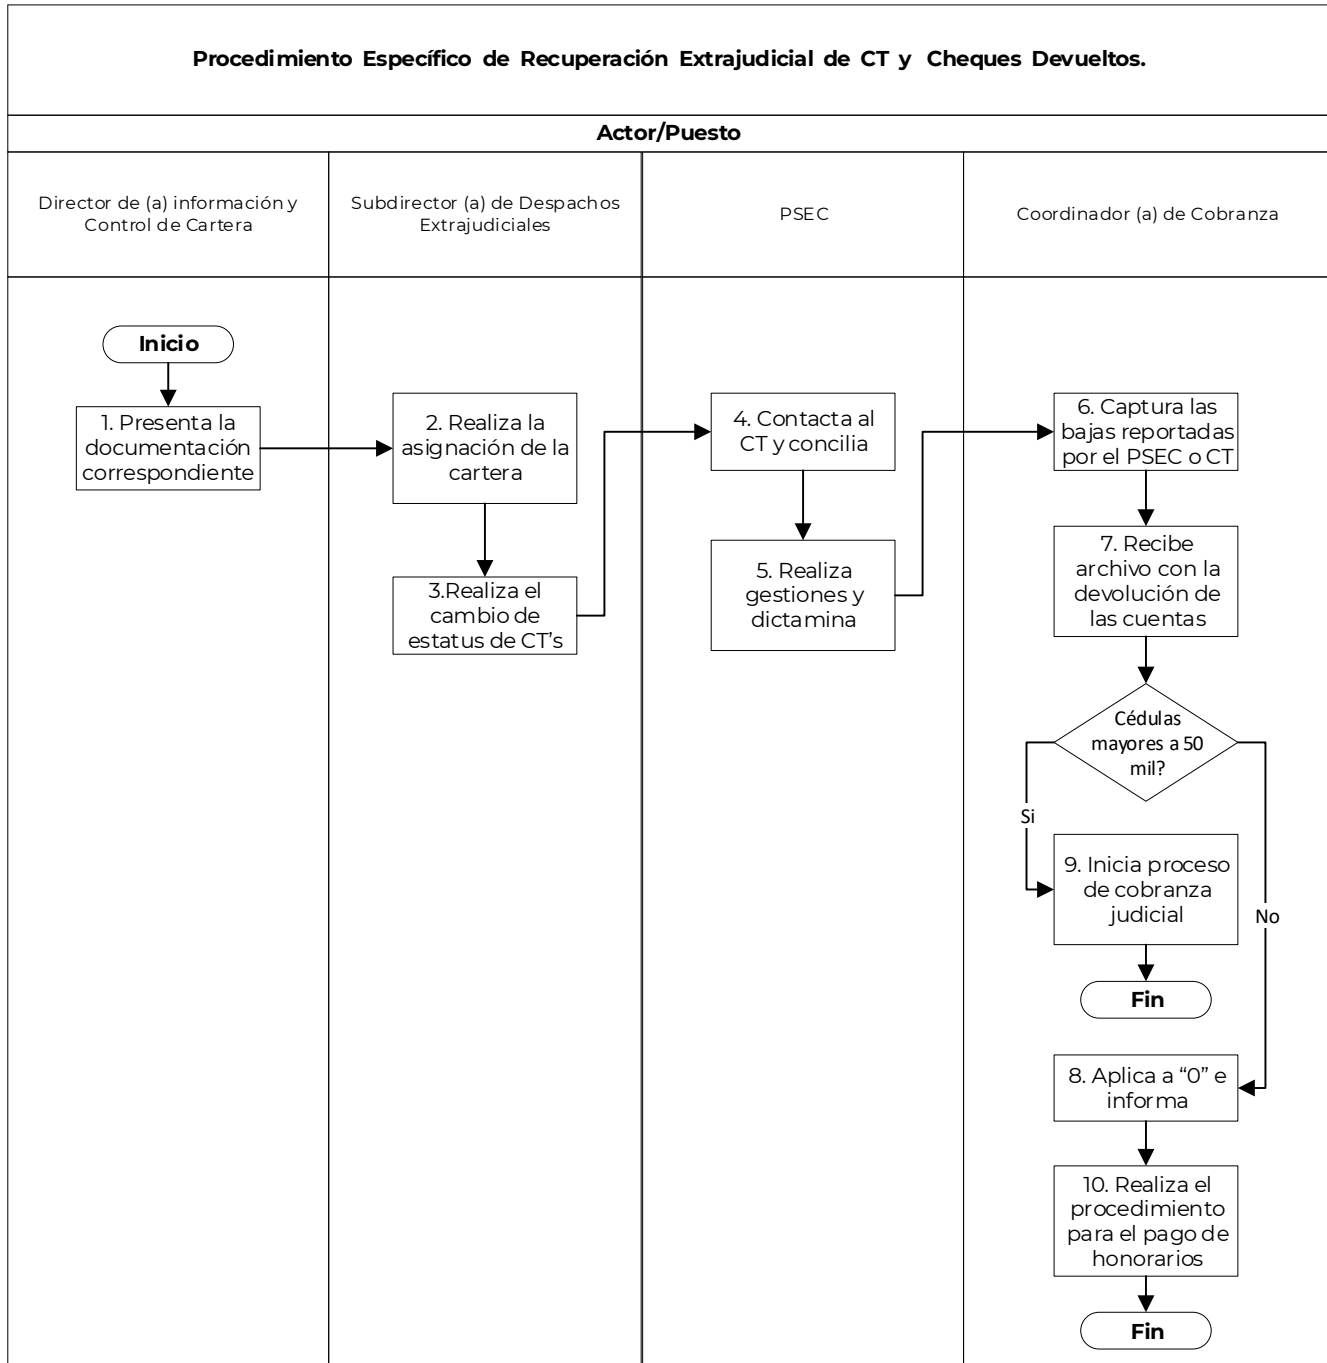 Procedimiento Específico de Recuperación Extrajudicial de CT y Cheques Devueltos.
Actor/Puesto
Director de (a) información y
Control de Cartera
Subdirector (a) de Despachos
Extrajudiciales
PSEC
Coordinador (a) de Cobranza
Inicio
1. Presenta la
documentación
correspondiente
2. Realiza la
asignación de la
cartera
3.Realiza el
cambio de
estatus de CT’s
4. Contacta al
CT y concilia
5. Realiza
gestiones y
dictamina
6. Captura las
bajas reportadas
por el PSEC o CT
7. Recibe
archivo con la
devolución de
las cuentas
Cédulas
mayores a 50
mil?
Si
No
9. Inicia proceso
de cobranza
judicial
Fin
8. Aplica a “0” e
informa
10. Realiza el
procedimiento
para el pago de
honorarios
Fin